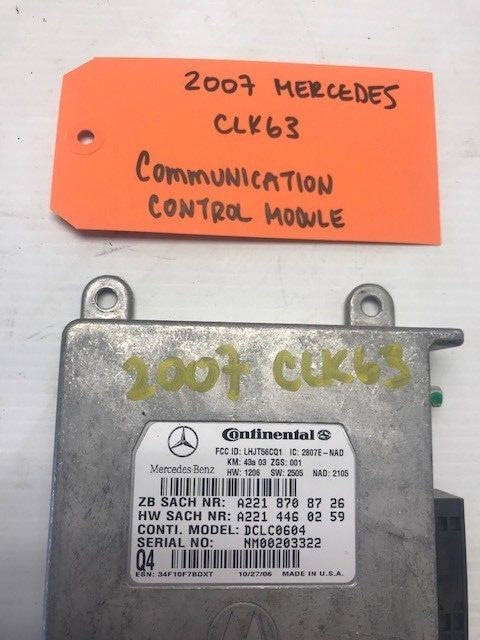 2007 MERCEDES
CLK63
COMMUNICATION
CONTROL MODULE
2007 CLK63
Continental
FCC ID: LHJT56CQ1 IC: 2807E-NAD
KM: 43a 03 ZGS: 001
Mercedes-Benz HW: 1206 SW: 2505 NAD: 2105
ZB SACH NR: A221 870 87 26
HW SACH NR: A221 446 02 59
CONTI. MODEL: DCLC0604
SERIAL NO: NM00203322
Q4
ESN: 34F10F7BDXT 10/27/06 MADE IN U.S.A.